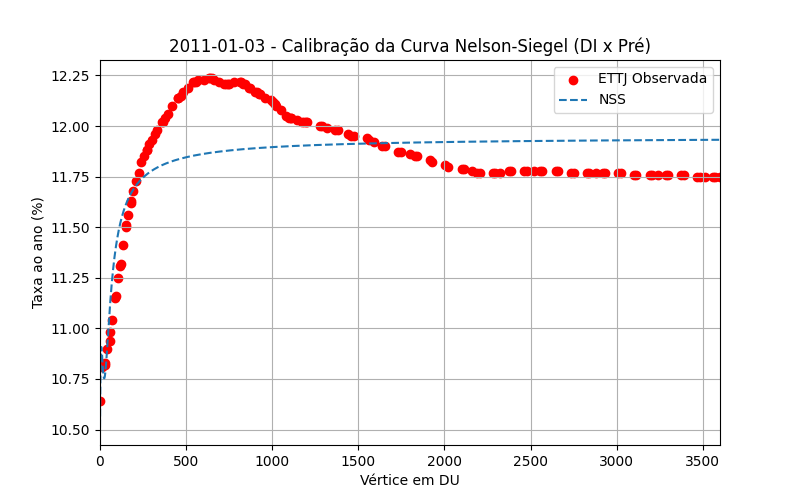 2011-01-03 - Calibração da Curva Nelson-Siegel (DI x Pré)
ETTJ Observada
NSS
Taxa ao ano (%)
12.25
12.00
11.75
11.50
11.25
11.00
10.75
10.50
0 500 1000 1500 2000 2500 3000 3500
Vértice em DU